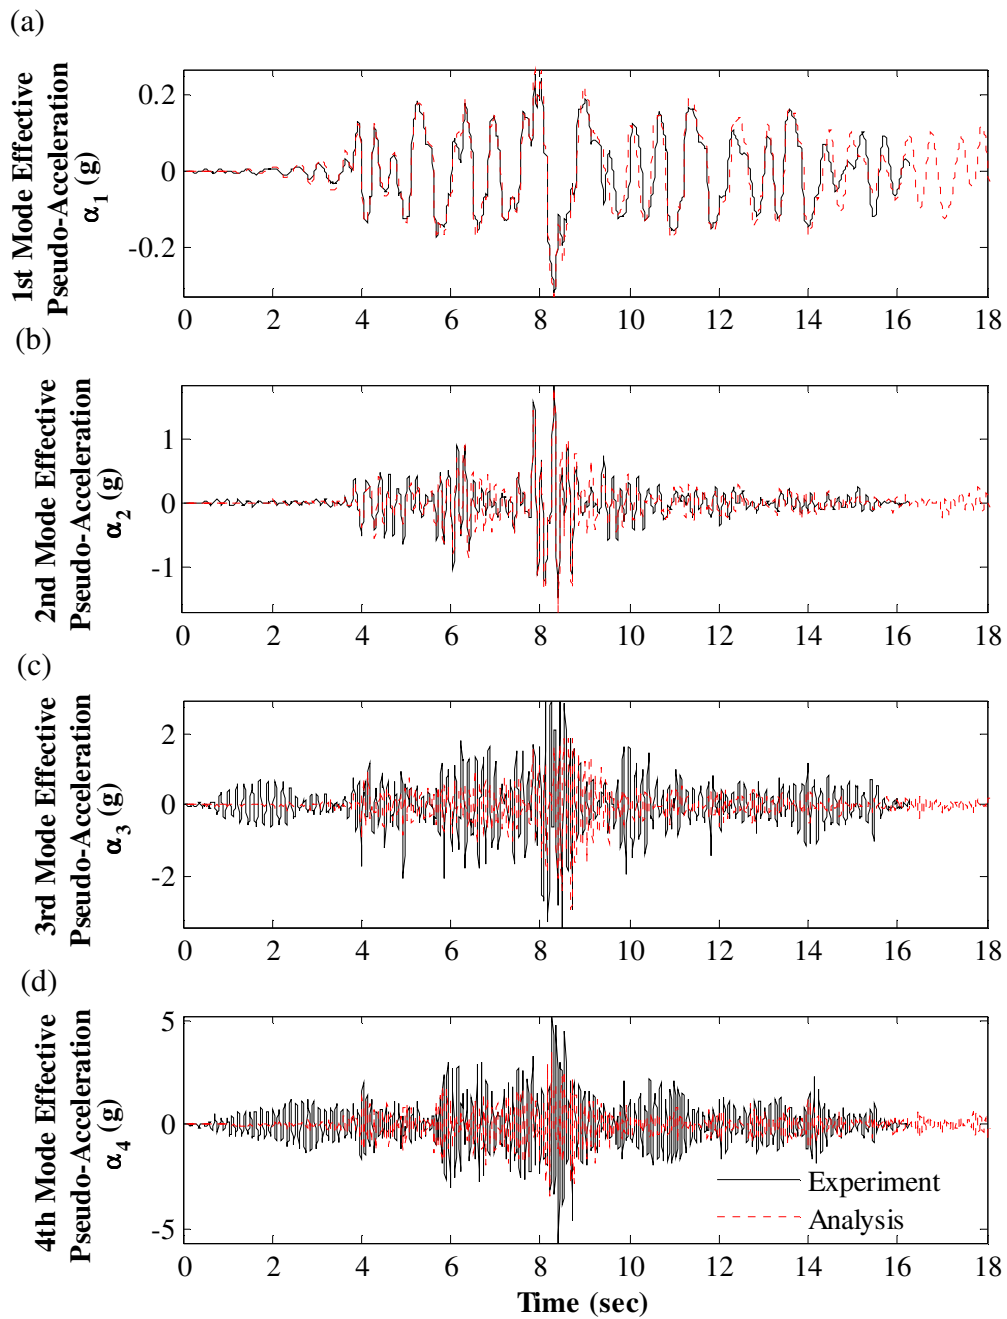 (a)
1st Mode Effective
Pseudo-Acceleration
α1 (g)
0.2
0
-0.2
0 2 4 6 8 10 12 14 16 18
(b)
2nd Mode Effective
Pseudo-Acceleration
α2 (g
1
0
-1
0 2 4 6 8 10 12 14 16 18
(c)
3rd Mode Effective
Pseudo-Acceleration
α3 (g)
2
0
-2
0 2 4 6 8 10 12 14 16 18
(d)
4th Mode Effective
Pseudo-Acceleration
α4 (g)
5
0
-5
Experiment
Analysis
0 2 4 6 8 10 12 14 16 18
Time (sec)